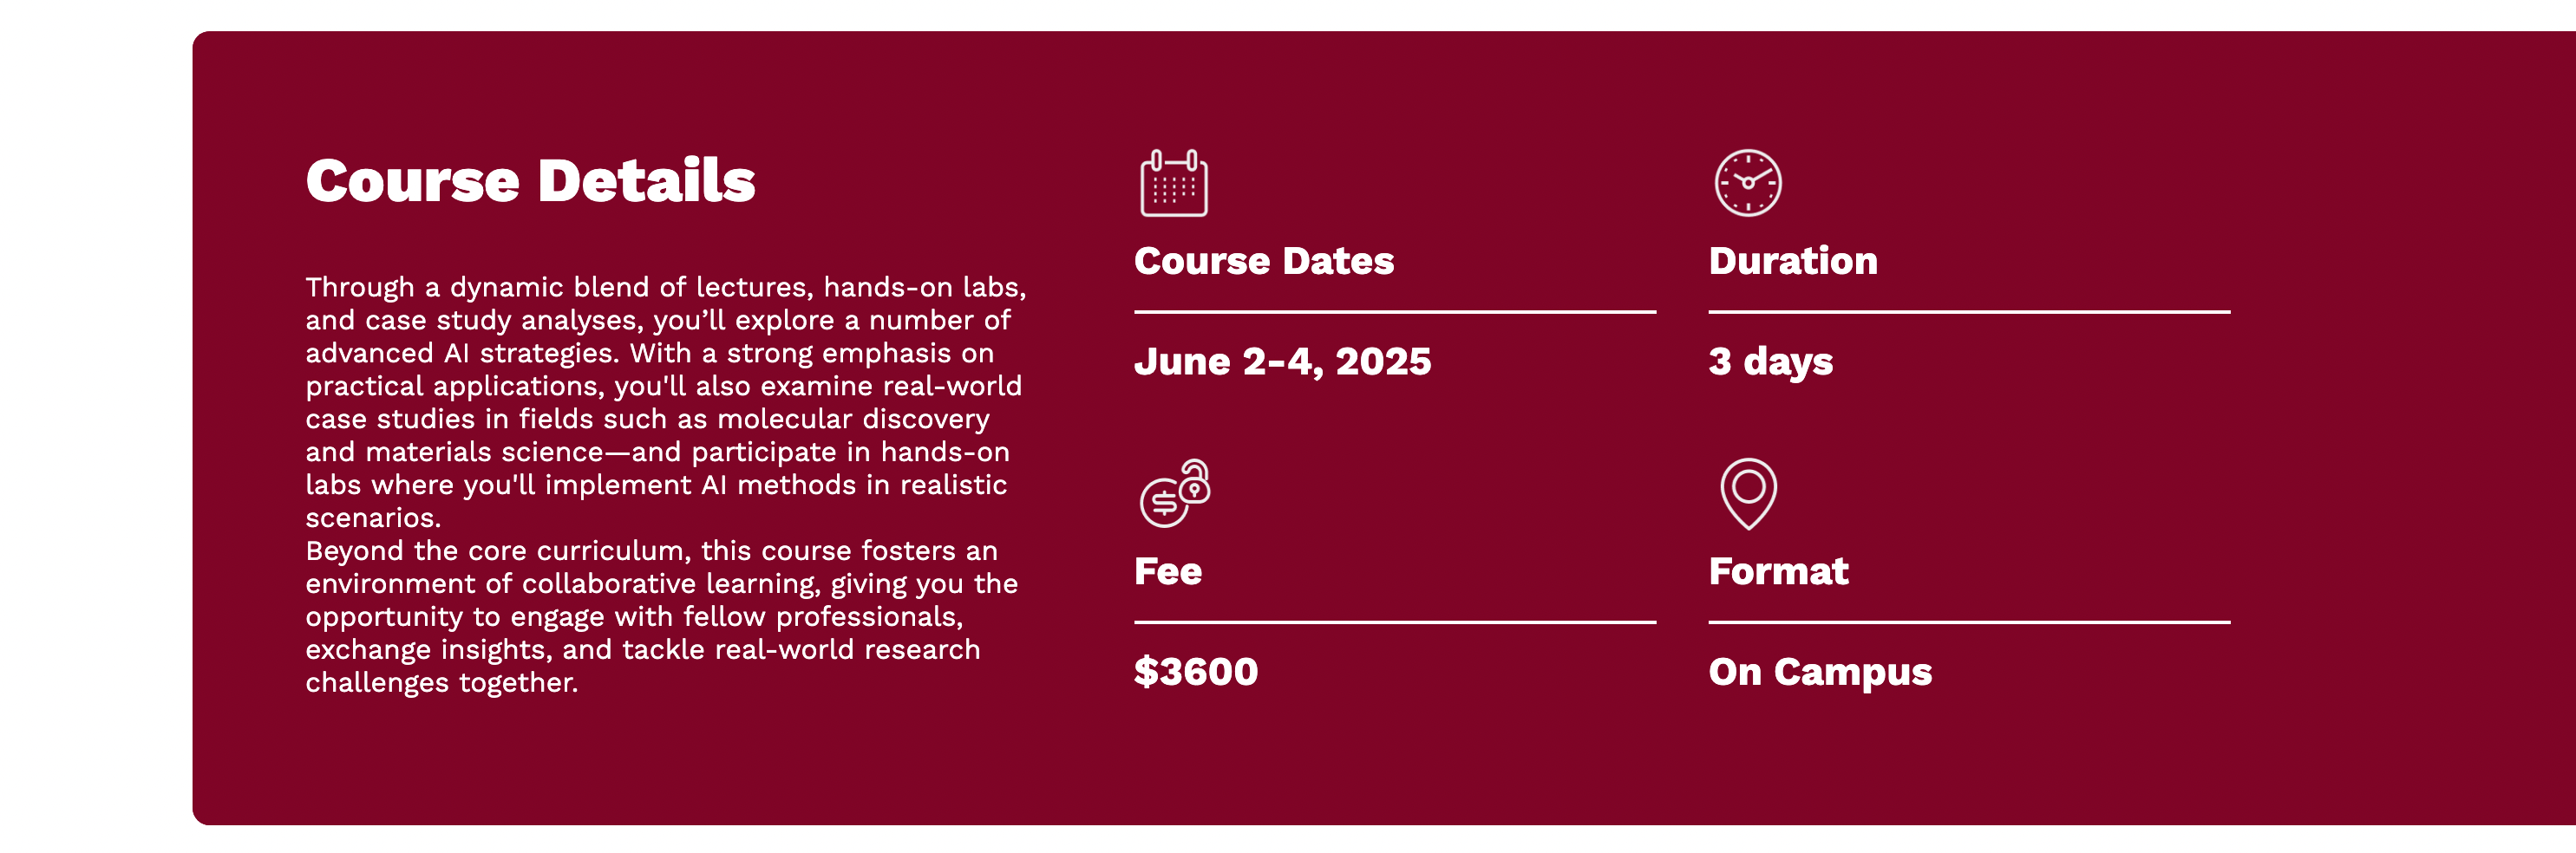 Course Details
Through a dynamic blend of lectures, hands-on labs,
and case study analyses, you’ll explore a number of
advanced AI strategies. With a strong emphasis on
practical applications, you'll also examine real-world
case studies in fields such as molecular discovery
and materials science—and participate in hands-on
labs where you'll implement AI methods in realistic
scenarios.
Beyond the core curriculum, this course fosters an
environment of collaborative learning, giving you the
opportunity to engage with fellow professionals,
exchange insights, and tackle real-world research
challenges together.
Course Dates
June 2-4, 2025
Duration
3 days
Fee
$3600
Format
On Campus